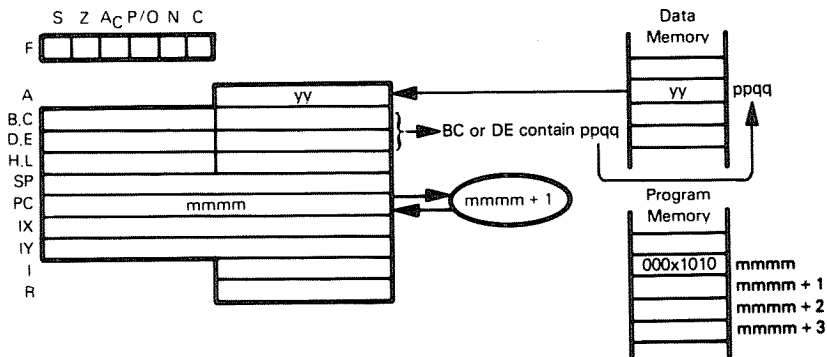 S Z AC P/O N C
F
Data
Memory
A
yy
yy
ppqq
B,C
D,E
BC or DE contain ppqq
H,L
SP
PC
mmmm
mmmm + 1
IX
IY
I
R
Program
Memory
000x1010
mmmm
mmmm + 1
mmmm + 2
mmmm + 3